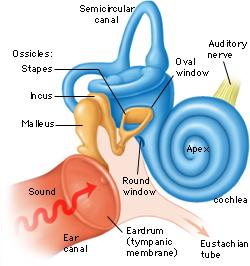 Semicircular
canal
Ossicles:
Stapes
Incus
Malleus
Oval
window
Auditory
nerve
Apex
cochlea
Round
window
Sound
Ear
canal
Eardrum
(tympanic
membrane)
Eustachian
tube